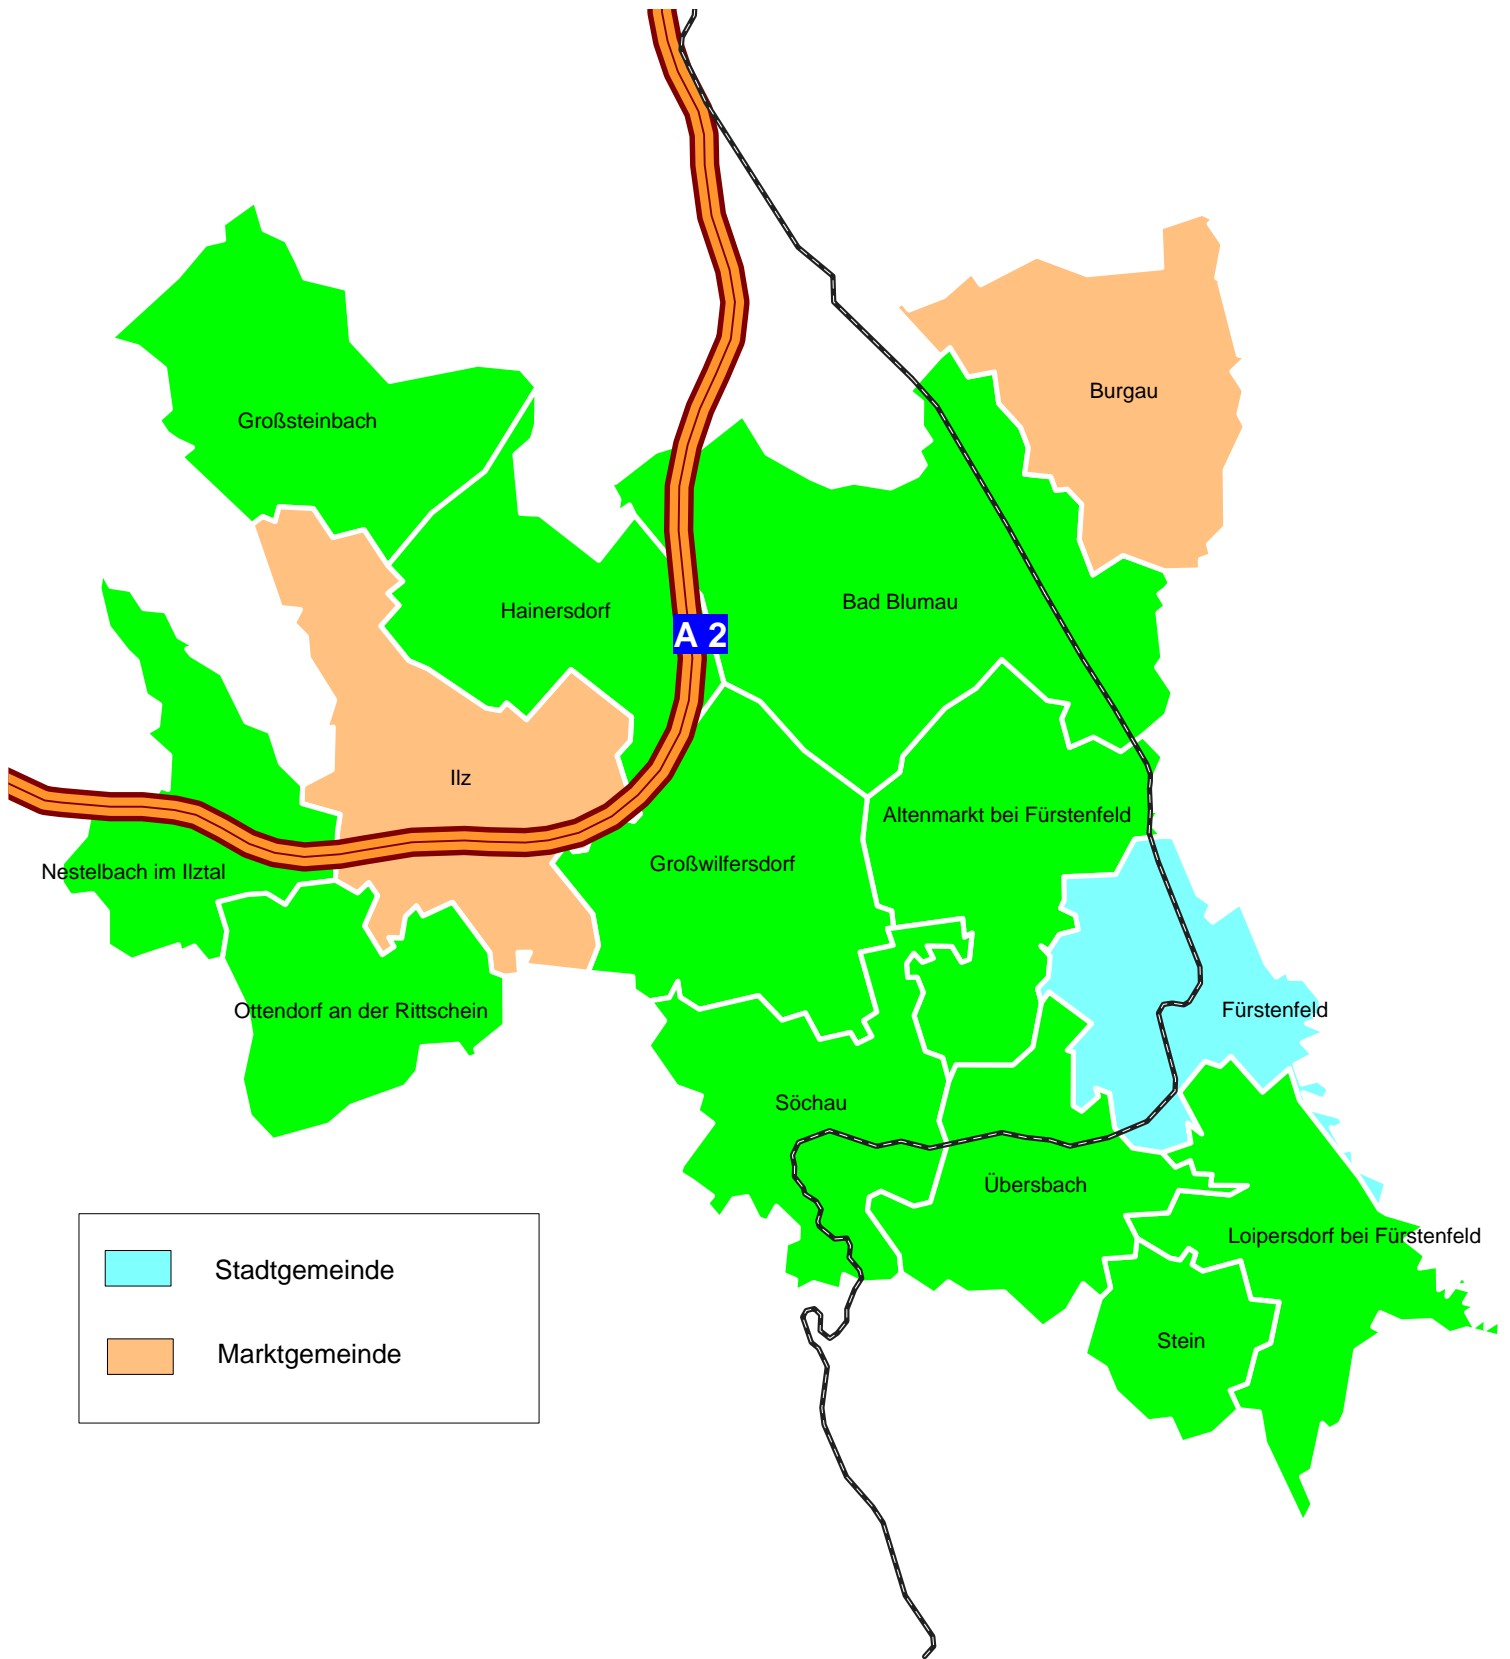 Burgau
Großsteinbach
Bad Blumau
Hainersdorf
A 2
Ilz
Altenmarkt bei Fürstenfeld
Großwilfersdorf
Nestelbach im Ilztal
Fürstenfeld
Ottendorf an der Rittschein
Söchau
Übersbach
Loipersdorf bei Fürstenfeld
Stein
Stadtgemeinde
Marktgemeinde